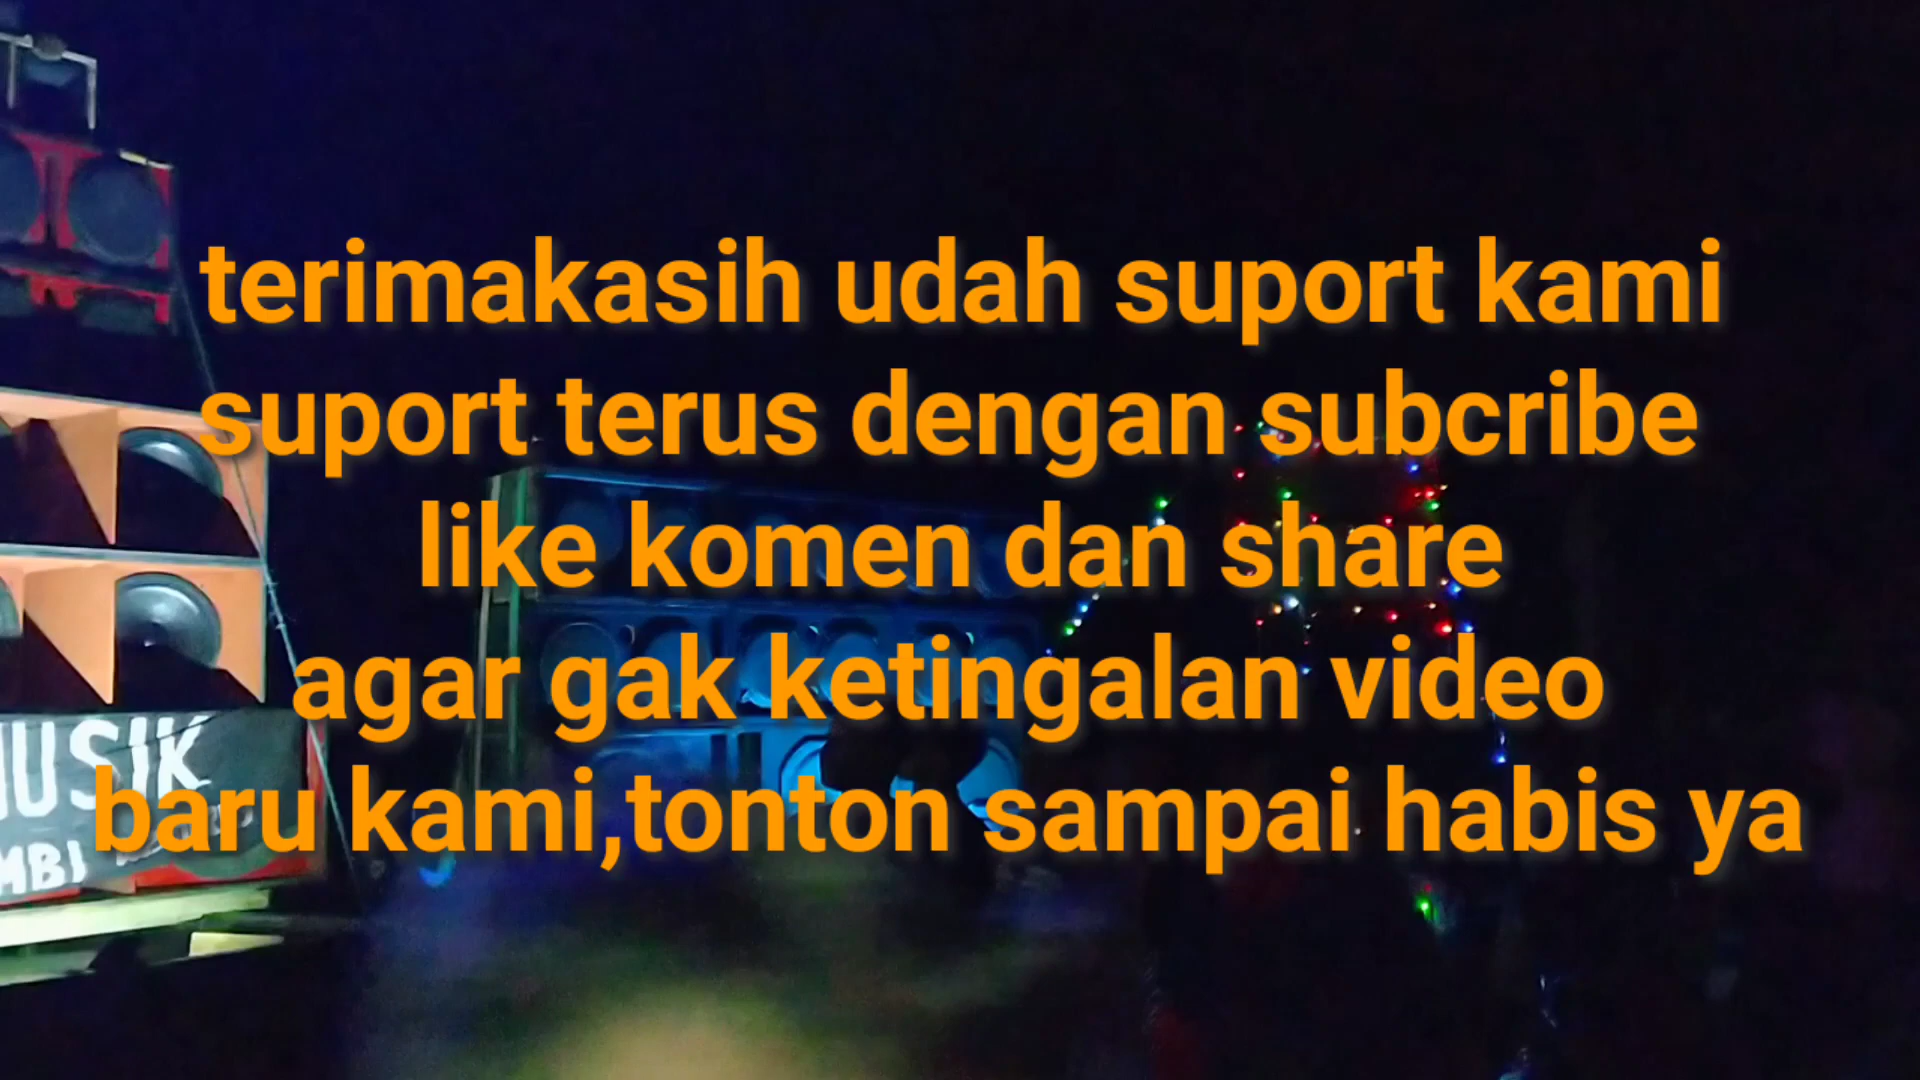 terimakasih udah suport kami
suport terus dengan subcribe
like komen dan share
agar gak ketingalan video
baru kami,tonton sampai habis ya
MUSIK